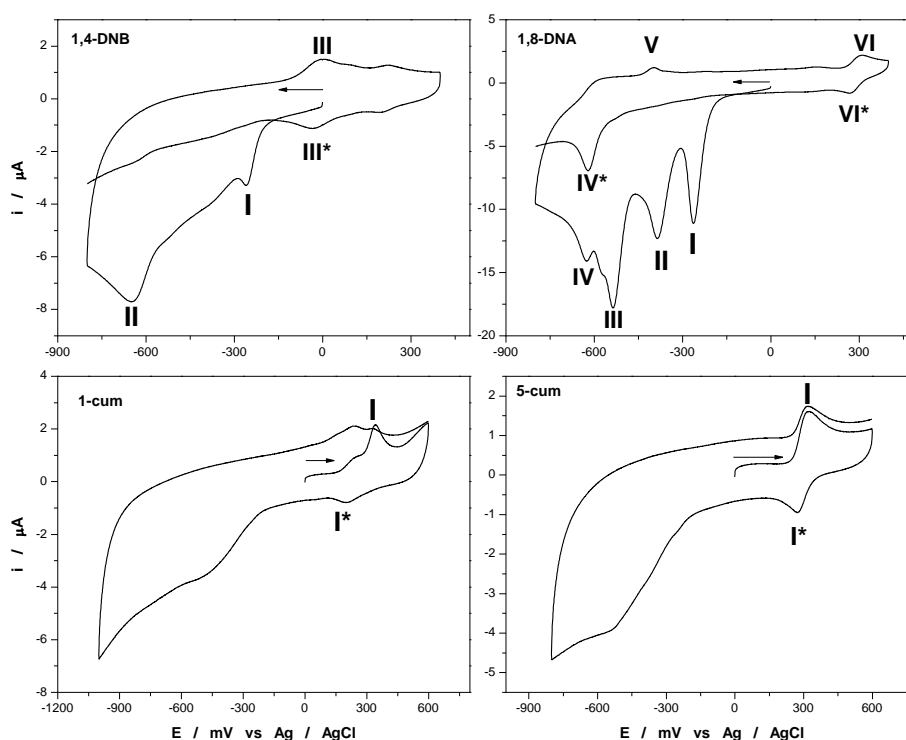 1,4-DNB
III
III*
I
II
2
0
-2
-4
-6
-8
-900
-600
-300
0
300
i / µA
1,8-DNA
V
VI
VI*
IV*
I
II
IV
III
5
0
-5
-10
-15
-20
-900
-600
-300
0
300
1-cum
I
I*
4
2
0
-2
-4
-6
-8
-1200
-900
-600
-300
0
300
600
i / µA
E / mV vs Ag / AgCl
5-cum
I
I*
2
1
0
-1
-2
-3
-4
-5
-900
-600
-300
0
300
600
E / mV vs Ag / AgCl